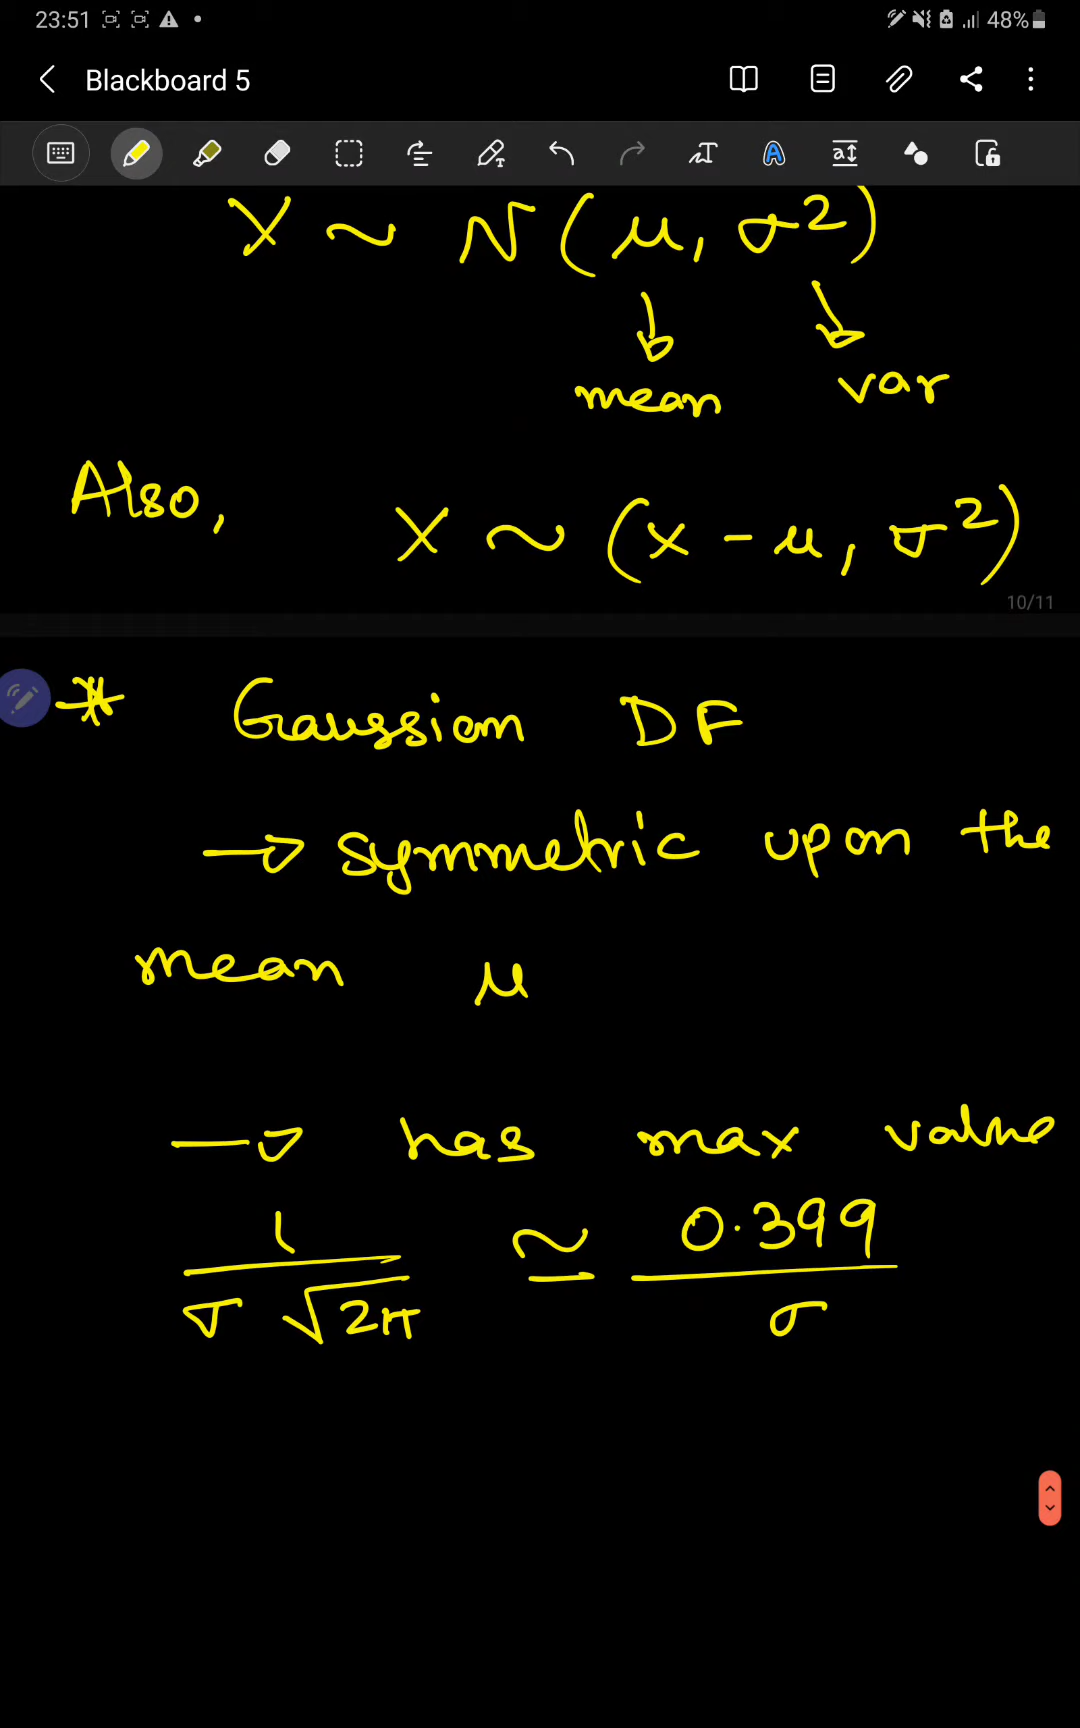 23:51 48%
Blackboard 5
X ~ N(μ, σ²)
mean var
Also, X ~ (x - μ, σ²)
10/11
* Gaussian DF
→ symmetric upon the
mean μ
→ has max value
1 / (σ √2π) ≃ 0.399 / σ